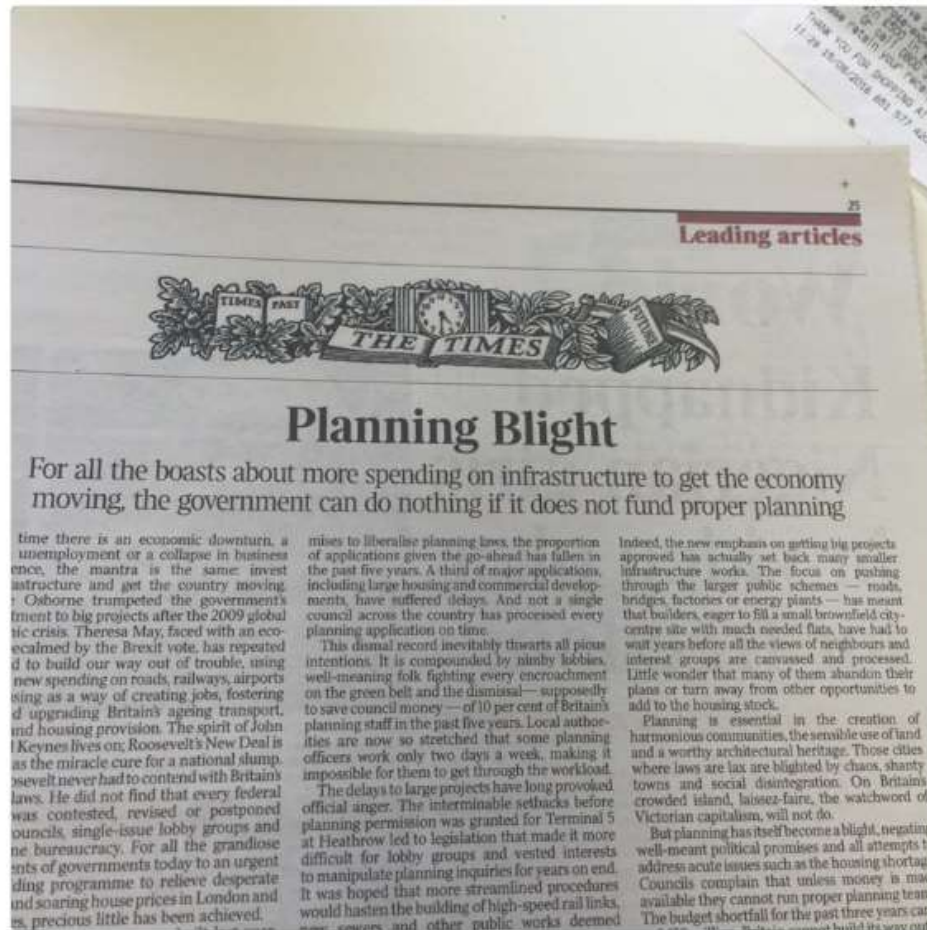 THANK YOU FOR SHOPPING AT
25
Leading articles
TIMES PAST
FUTURE
THE TIMES
Planning Blight
For all the boasts about more spending on infrastructure to get the economy
moving, the government can do nothing if it does not fund proper planning
time there is an economic downturn, a
unemployment or a collapse in business
ence, the mantra is the same: invest
astructure and get the country moving.
Osborne trumpeted the government's
tment to big projects after the 2009 global
ic crisis. Theresa May, faced with an eco-
ecalmed by the Brexit vote, has repeated
d to build our way out of trouble, using
new spending on roads, railways, airports
sing as a way of creating jobs, fostering
d upgrading Britain's ageing transport,
nd housing provision. The spirit of John
Keynes lives on; Roosevelt's New Deal is
as the miracle cure for a national slump.
osevelt never had to contend with Britain's
laws. He did not find that every federal
was contested, revised or postponed
ouncils, single-issue lobby groups and
ne bureaucracy. For all the grandiose
nts of governments today to an urgent
ding programme to relieve desperate
nd soaring house prices in London and
es, precious little has been achieved.
mises to liberalise planning laws, the proportion
of applications given the go-ahead has fallen in
the past five years. A third of major applications,
including large housing and commercial develop-
ments, have suffered delays. And not a single
council across the country has processed every
planning application on time.
This dismal record inevitably thwarts all pious
intentions. It is compounded by nimby lobbies,
well-meaning folk fighting every encroachment
on the green belt and the dismissal — supposedly
to save council money — of 10 per cent of Britain's
planning staff in the past five years. Local author-
ities are now so stretched that some planning
officers work only two days a week, making it
impossible for them to get through the workload.
The delays to large projects have long provoked
official anger. The interminable setbacks before
planning permission was granted for Terminal 5
at Heathrow led to legislation that made it more
difficult for lobby groups and vested interests
to manipulate planning inquiries for years on end.
It was hoped that more streamlined procedures
would hasten the building of high-speed rail links,
new sewers and other public works deemed
Indeed, the new emphasis on getting big projects
approved has actually set back many smaller
infrastructure works. The focus on pushing
through the larger public schemes — roads,
bridges, factories or energy plants — has meant
that builders, eager to fill a small brownfield city-
centre site with much needed flats, have had to
wait years before all the views of neighbours and
interest groups are canvassed and processed.
Little wonder that many of them abandon their
plans or turn away from other opportunities to
add to the housing stock.
Planning is essential in the creation of
harmonious communities, the sensible use of land
and a worthy architectural heritage. Those cities
where laws are lax are blighted by chaos, shanty
towns and social disintegration. On Britain's
crowded island, laissez-faire, the watchword of
Victorian capitalism, will not do.
But planning has itself become a blight, negating
well-meant political promises and all attempts t
address acute issues such as the housing shortag
Councils complain that unless money is mad
available they cannot run proper planning team
The budget shortfall for the past three years can